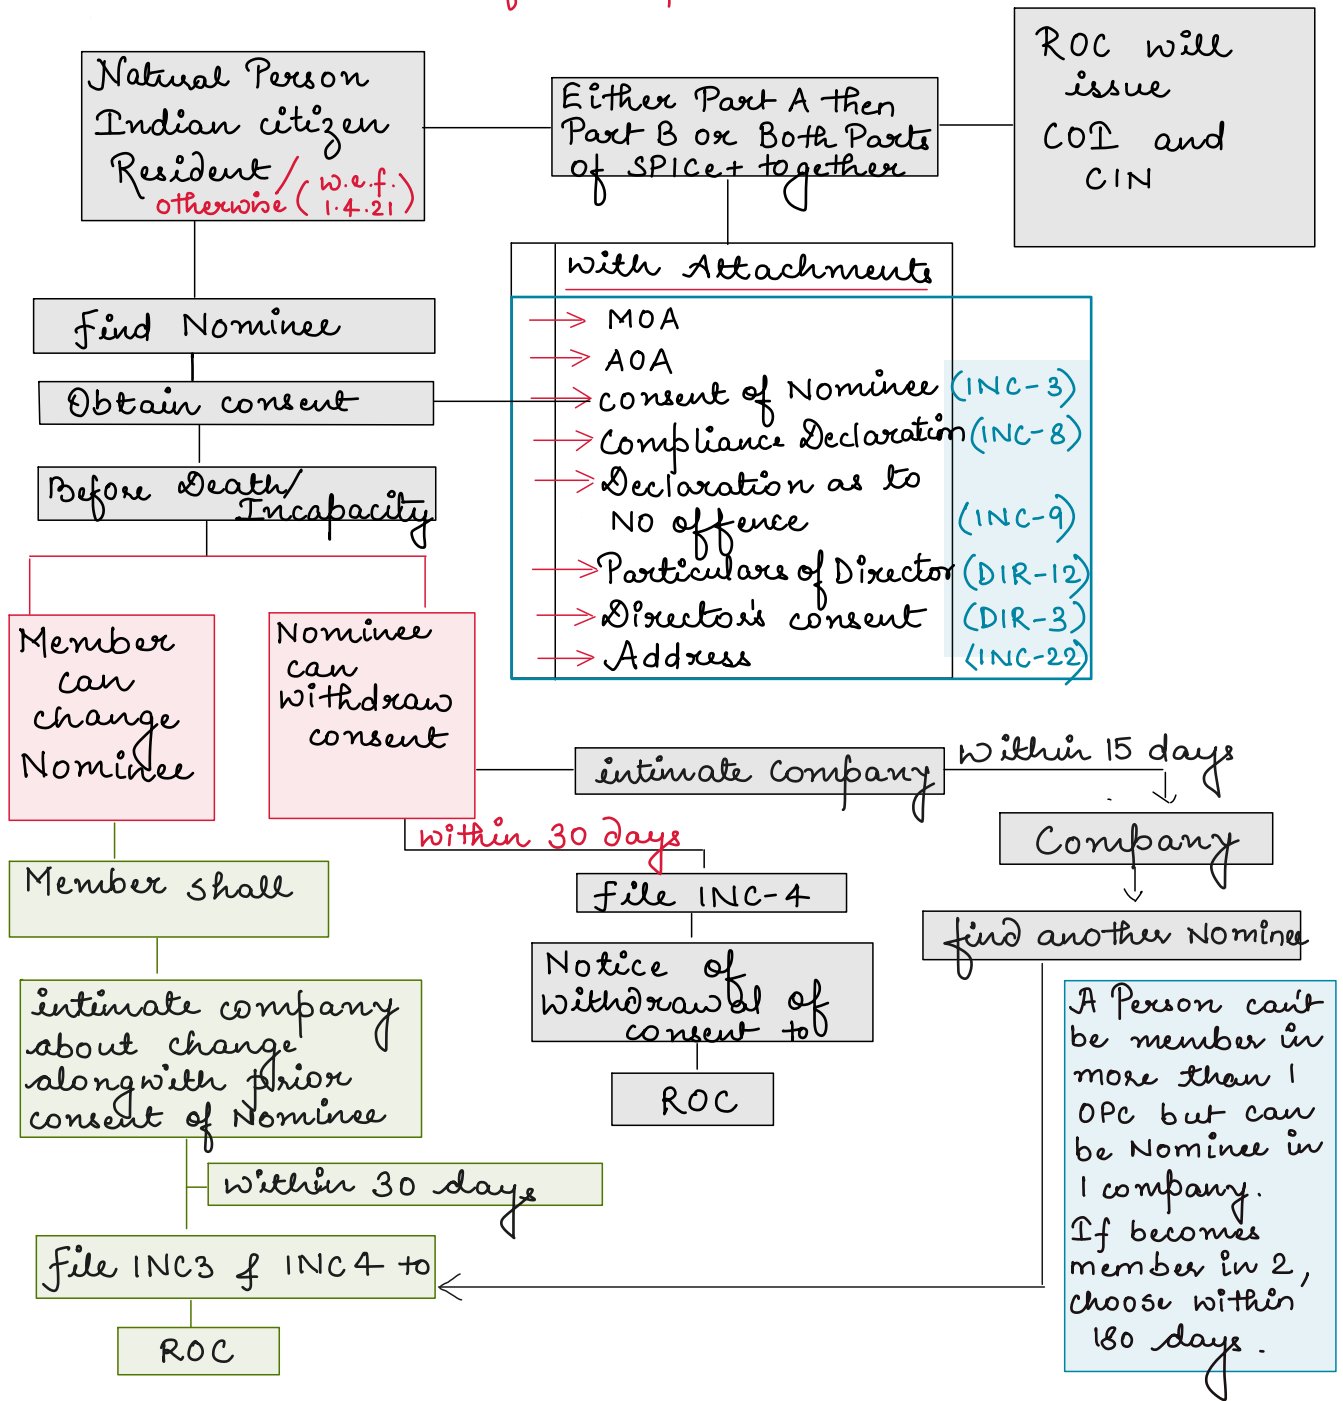 Natural Person
Indian citizen
Resident/
otherwise (w.e.f.
1.4.21)
Either Part A then
Part B or Both Parts
of SPICe+ together
ROC will
issue
COI and
CIN
with Attachments
find Nominee
Obtain consent
Before Death/
Incapacity
→ MOA
→ AOA
→ consent of Nominee (INC-3)
→ Compliance Declaration (INC-8)
→ Declaration as to
No offence (INC-9)
→ Particulars of Director (DIR-12)
→ Director's consent (DIR-3)
→ Address (INC-22)
Member
can
change
Nominee
Nominee
can
withdraw
consent
intimate Company
within 15 days
Company
find another Nominee
within 30 days
file INC-4
Notice of
withdrawal of
consent to
ROC
Member shall
intimate company
about change
alongwith prior
consent of Nominee
within 30 days
file INC3 & INC4 to
ROC
A Person can't
be member in
more than 1
OPC but can
be Nominee in
1 company.
If becomes
member in 2,
choose within
180 days.